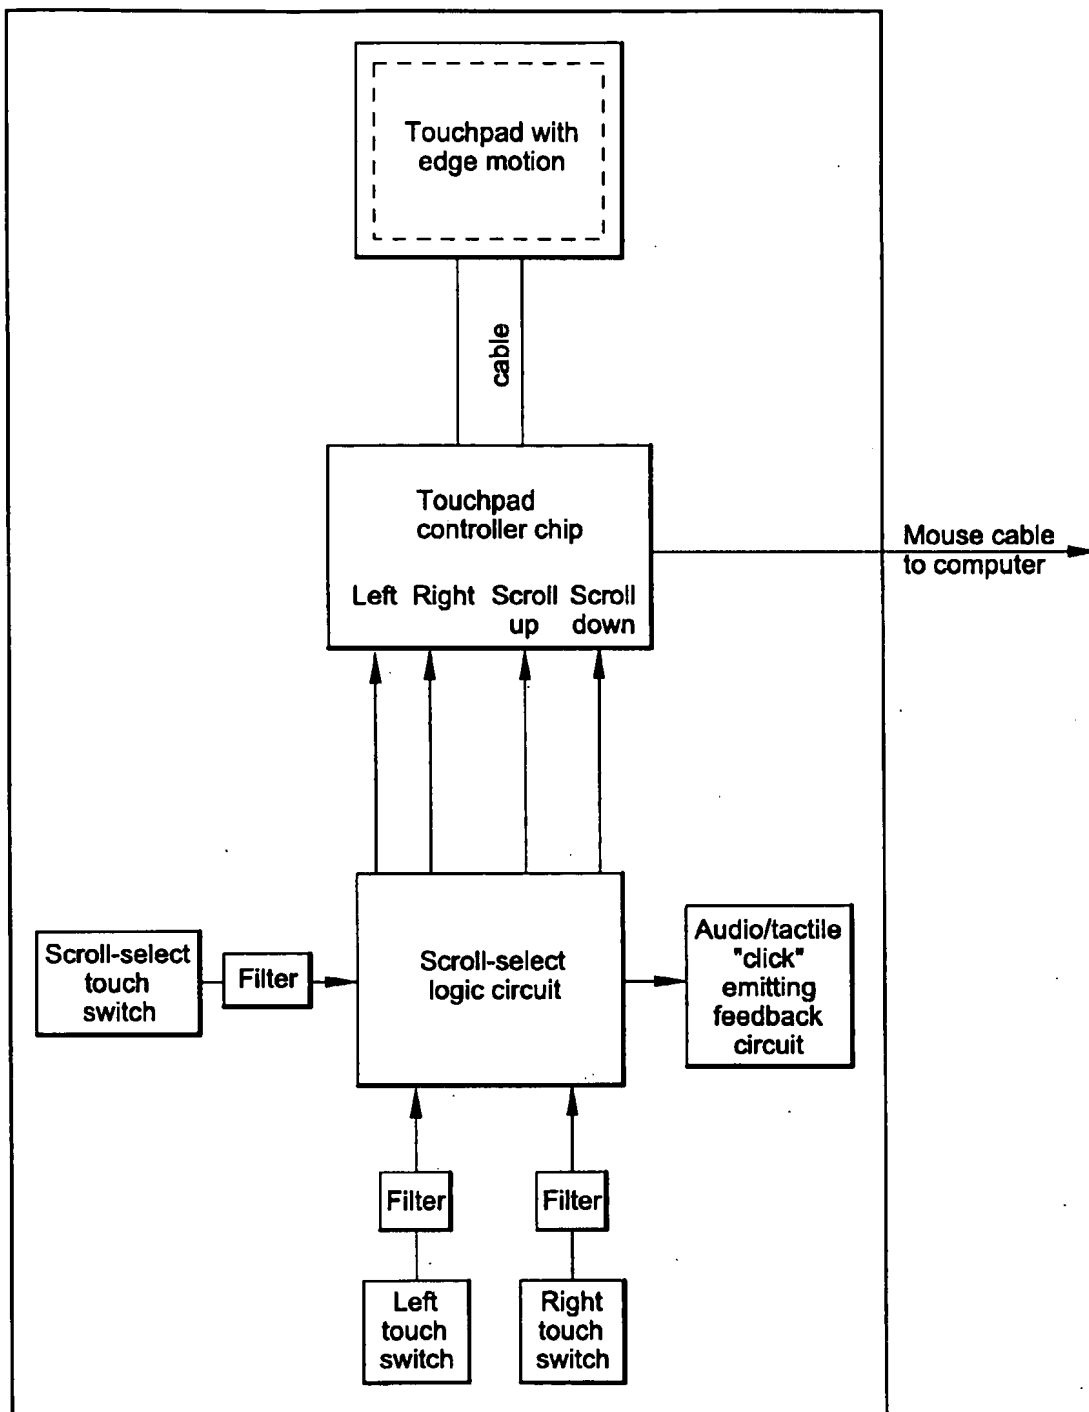 Touchpad with
edge motion
cable
Touchpad
controller chip
Left Right Scroll up Scroll down
Mouse cable
to computer
Scroll-select
touch
switch
Filter
Scroll-select
logic circuit
Audio/tactile
"click"
emitting
feedback
circuit
Filter
Filter
Left
touch
switch
Right
touch
switch